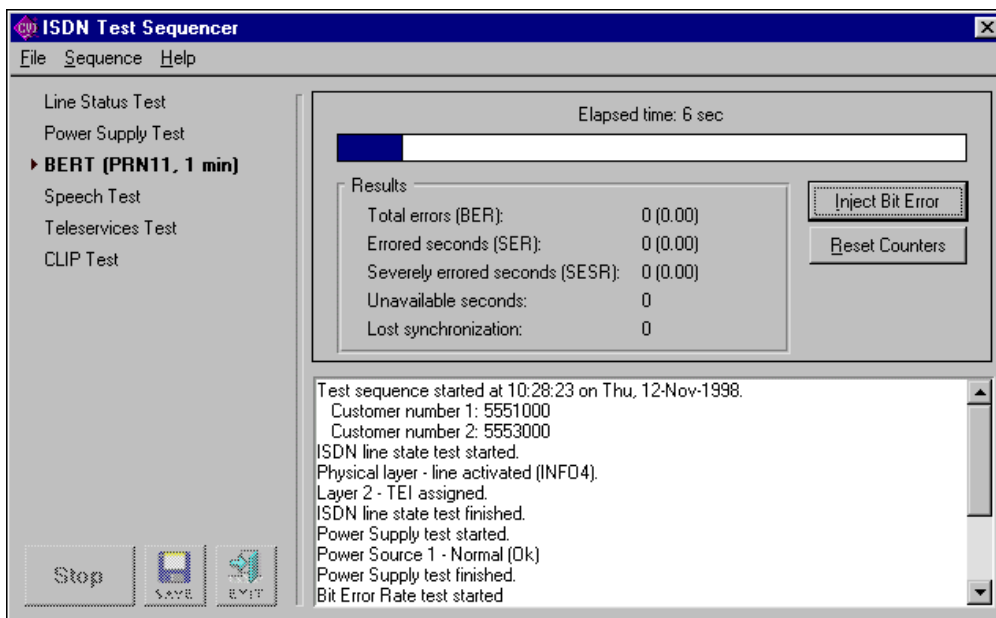 CVI ISDN Test Sequencer
File Sequence Help
Line Status Test
Power Supply Test
BERT (PRN11, 1 min)
Speech Test
Teleservices Test
CLIP Test
Stop
SAVE
EXIT
Elapsed time: 6 sec
Results
Total errors (BER): 0 (0.00)
Errored seconds (SER): 0 (0.00)
Severely errored seconds (SESR): 0 (0.00)
Unavailable seconds: 0
Lost synchronization: 0
Inject Bit Error
Reset Counters
Test sequence started at 10:28:23 on Thu, 12-Nov-1998.
Customer number 1: 5551000
Customer number 2: 5553000
ISDN line state test started.
Physical layer - line activated (INFO4).
Layer 2 - TEI assigned.
ISDN line state test finished.
Power Supply test started.
Power Source 1 - Normal (Ok)
Power Supply test finished.
Bit Error Rate test started